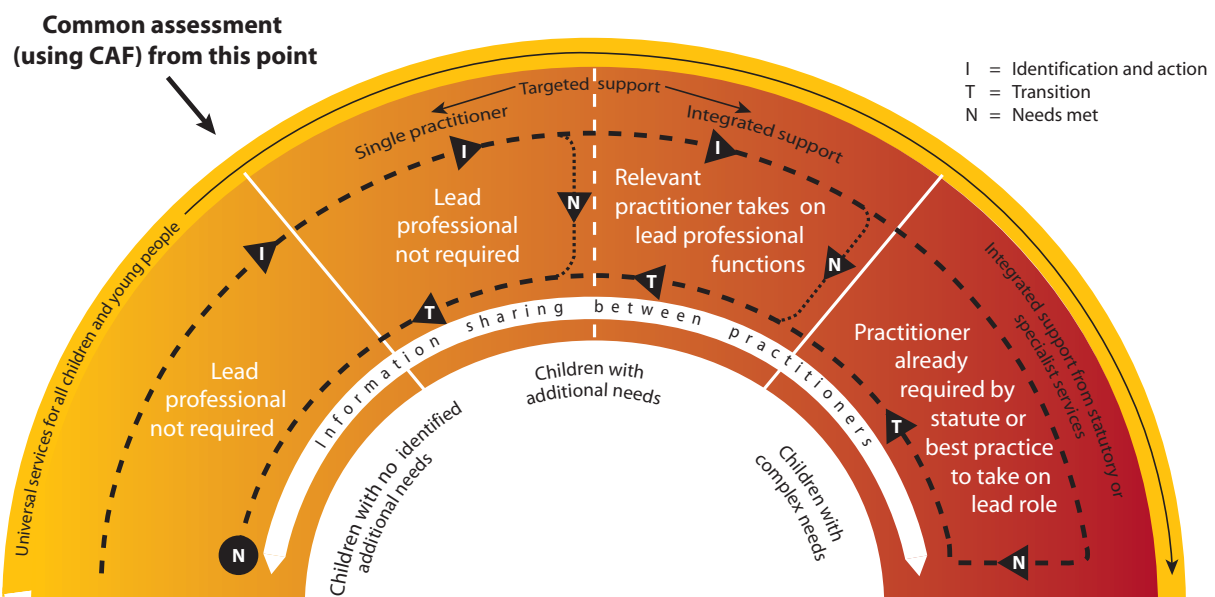 Common assessment
(using CAF) from this point
I = Identification and action
T = Transition
N = Needs met
Universal services for all children and young people
Targeted support
Single practitioner
Integrated support
Integrated support from statutory or
specialist services
I
I
I
N
N
T
T
T
N
N
Lead
professional
not required
Lead
professional
not required
Relevant
practitioner takes on
lead professional
functions
Practitioner
already
required by
statute or
best practice
to take on
lead role
Information sharing between practitioners
Children with no identified
additional needs
Children with
additional needs
Children with
complex needs